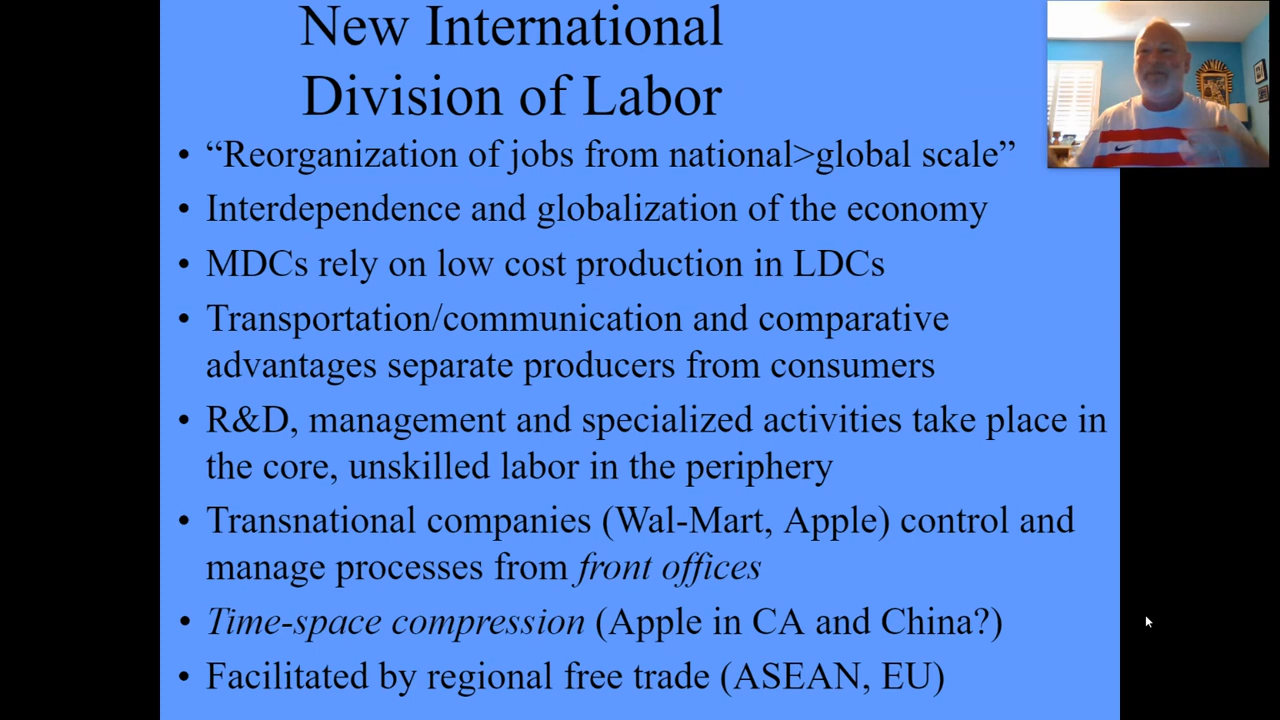 New International
Division of Labor
• “Reorganization of jobs from national>global scale”
• Interdependence and globalization of the economy
• MDCs rely on low cost production in LDCs
• Transportation/communication and comparative
advantages separate producers from consumers
• R&D, management and specialized activities take place in
the core, unskilled labor in the periphery
• Transnational companies (Wal-Mart, Apple) control and
manage processes from front offices
• Time-space compression (Apple in CA and China?)
• Facilitated by regional free trade (ASEAN, EU)